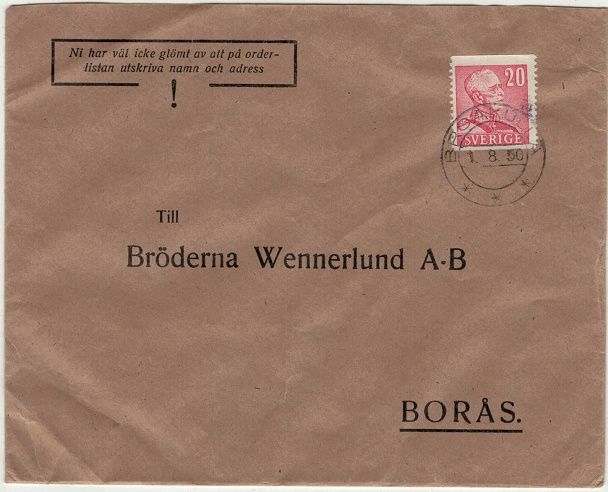 Ni har väl icke glömt av att på order-
listan utskriva namn och adress
!
20
SVERIGE
1. 8. 50
Till
Bröderna Wennerlund A-B
BORÅS.